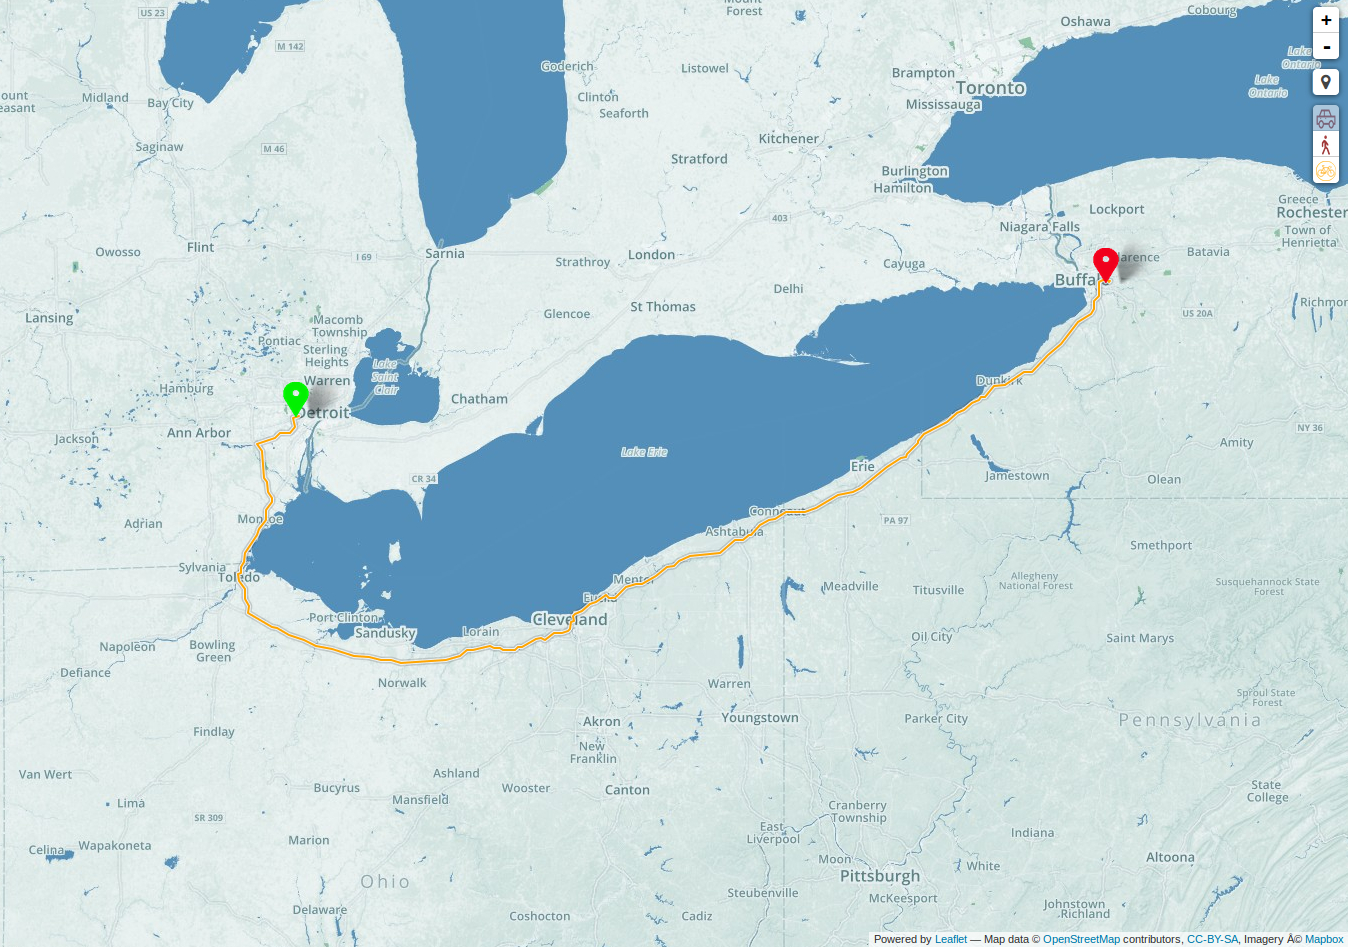 US 23
Mount
Forest
Cobourg
Oshawa
M 142
Goderich
Listowel
Brampton
Toronto
Lake
Ontario
Lake
Ontario
+
-
ount
easant
Midland
Bay City
Clinton
Seaforth
Mississauga
Saginaw
M 46
Kitchener
Stratford
Burlington
Hamilton
Greece
Rochester
403
Lockport
Niagara Falls
Town of
Henrietta
Owosso
Flint
I 69
Sarnia
Strathroy
London
Cayuga
arence
Batavia
Buffalo
Delhi
Richmon
Lansing
Macomb
Township
Glencoe
St Thomas
US 20A
Pontiac
Sterling
Heights
Lake
Saint
Clair
Warren
Hamburg
Dunkirk
Detroit
Chatham
Ann Arbor
Jackson
NY 36
Amity
Lake Erie
Erie
CR 34
Jamestown
Olean
Conneaut
Monroe
Adrian
PA 97
Ashtabula
Smethport
Sylvania
Toledo
Mentor
Meadville
Titusville
Allegheny
National Forest
Susquehannock State
Forest
Euclid
Port Clinton
Sandusky
Cleveland
Lorain
Oil City
Saint Marys
Napoleon
Bowling
Green
Defiance
Norwalk
Warren
Sproul State
Forest
Akron
Youngstown
Parker City
Pennsylvania
Findlay
New
Franklin
Van Wert
Ashland
Bucyrus
Wooster
Canton
State
College
Lima
Mansfield
Cranberry
Township
SR 309
East
Liverpool
Indiana
Marion
Celina
Wapakoneta
Moon
White
Altoona
Ohio
Pittsburgh
Steubenville
McKeesport
Johnstown
Richland
Delaware
Coshocton
Cadiz
Powered by Leaflet — Map data © OpenStreetMap contributors, CC-BY-SA, Imagery Â© Mapbox